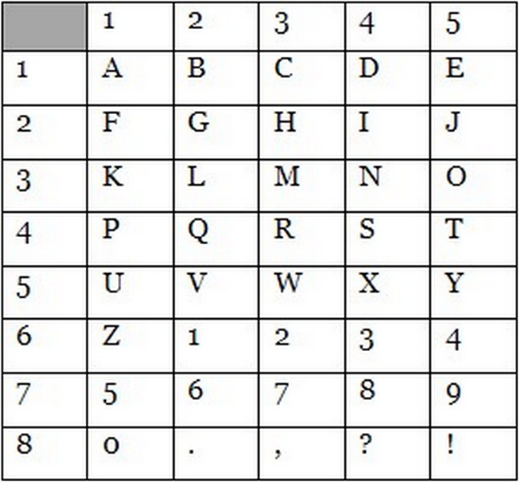 1 2 3 4 5
1 A B C D E
2 F G H I J
3 K L M N O
4 P Q R S T
5 U V W X Y
6 Z 1 2 3 4
7 5 6 7 8 9
8 0 . , ? !